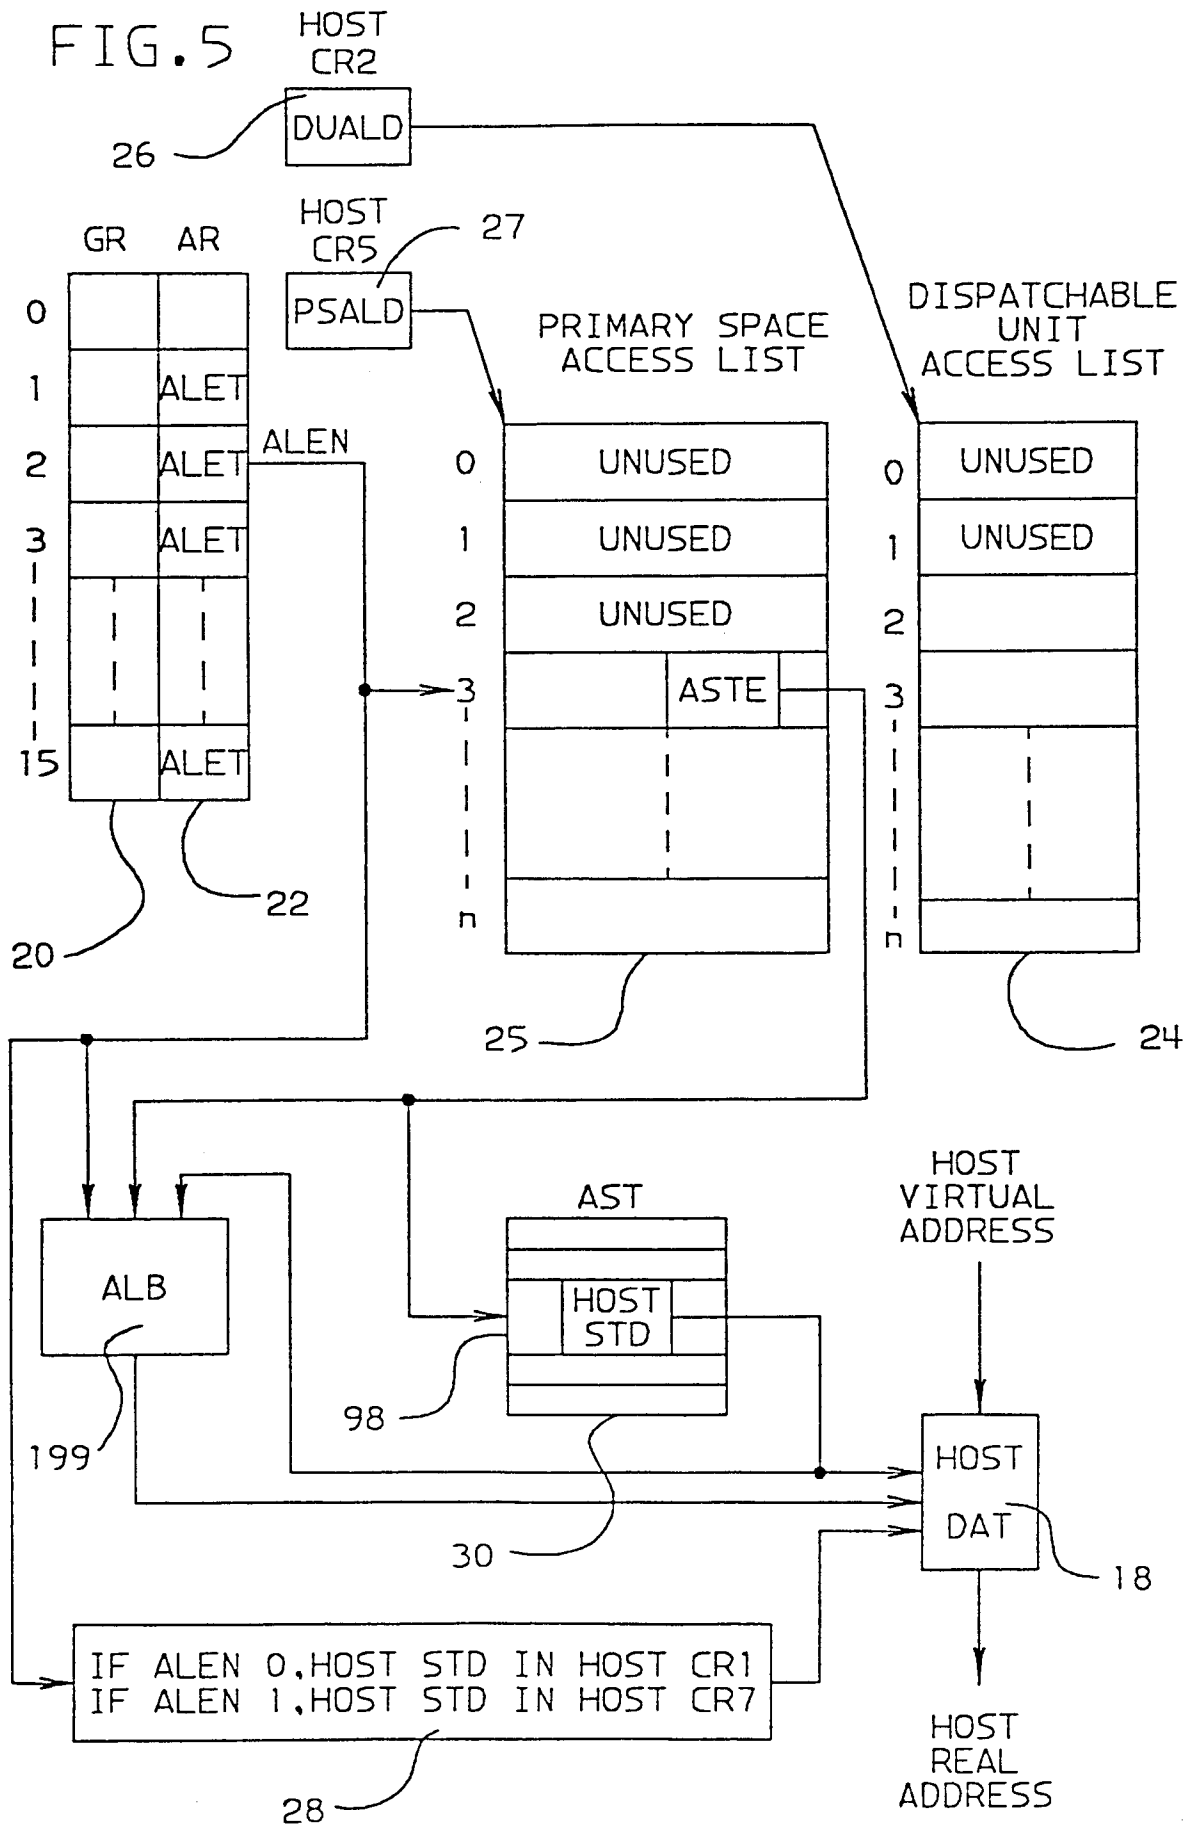 FIG.5
HOST
CR2
DUALD
26
HOST
CR5
27
PSALD
GR AR
0
1 ALET
2 ALET
3 ALET
15 ALET
ALEN
20
22
PRIMARY SPACE
ACCESS LIST
0 UNUSED
1 UNUSED
2 UNUSED
3 ASTE
n
25
DISPATCHABLE
UNIT
ACCESS LIST
0 UNUSED
1 UNUSED
2
3
n
24
ALB
199
AST
HOST
STD
98
30
HOST
VIRTUAL
ADDRESS
HOST
DAT
18
IF ALEN 0,HOST STD IN HOST CR1
IF ALEN 1,HOST STD IN HOST CR7
28
HOST
REAL
ADDRESS